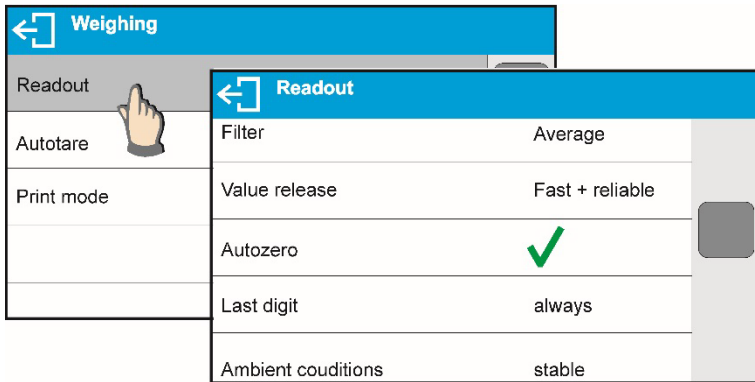 Weighing
Readout
Autotare
Print mode
Readout
Filter Average
Value release Fast + reliable
Autozero
Last digit always
Ambient couditions stable